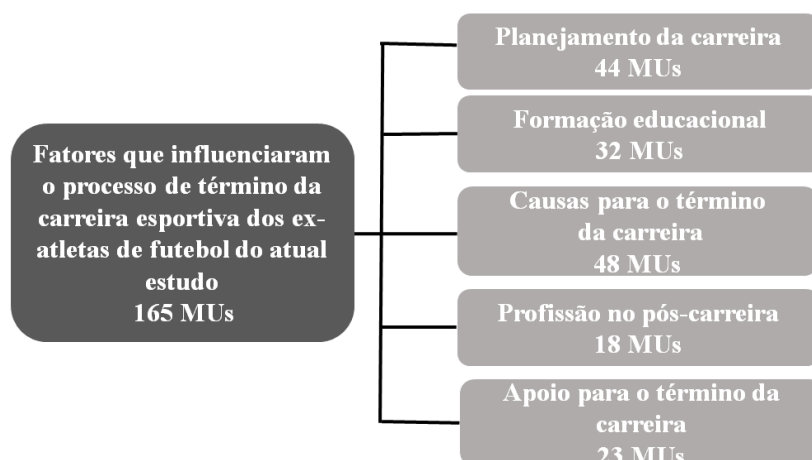 Fatores que influenciaram
o processo de término da
carreira esportiva dos ex-
atletas de futebol do atual
estudo
165 MUs
Planejamento da carreira
44 MUs
Formação educacional
32 MUs
Causas para o término
da carreira
48 MUs
Profissão no pós-carreira
18 MUs
Apoio para o término da
carreira
23 MUs